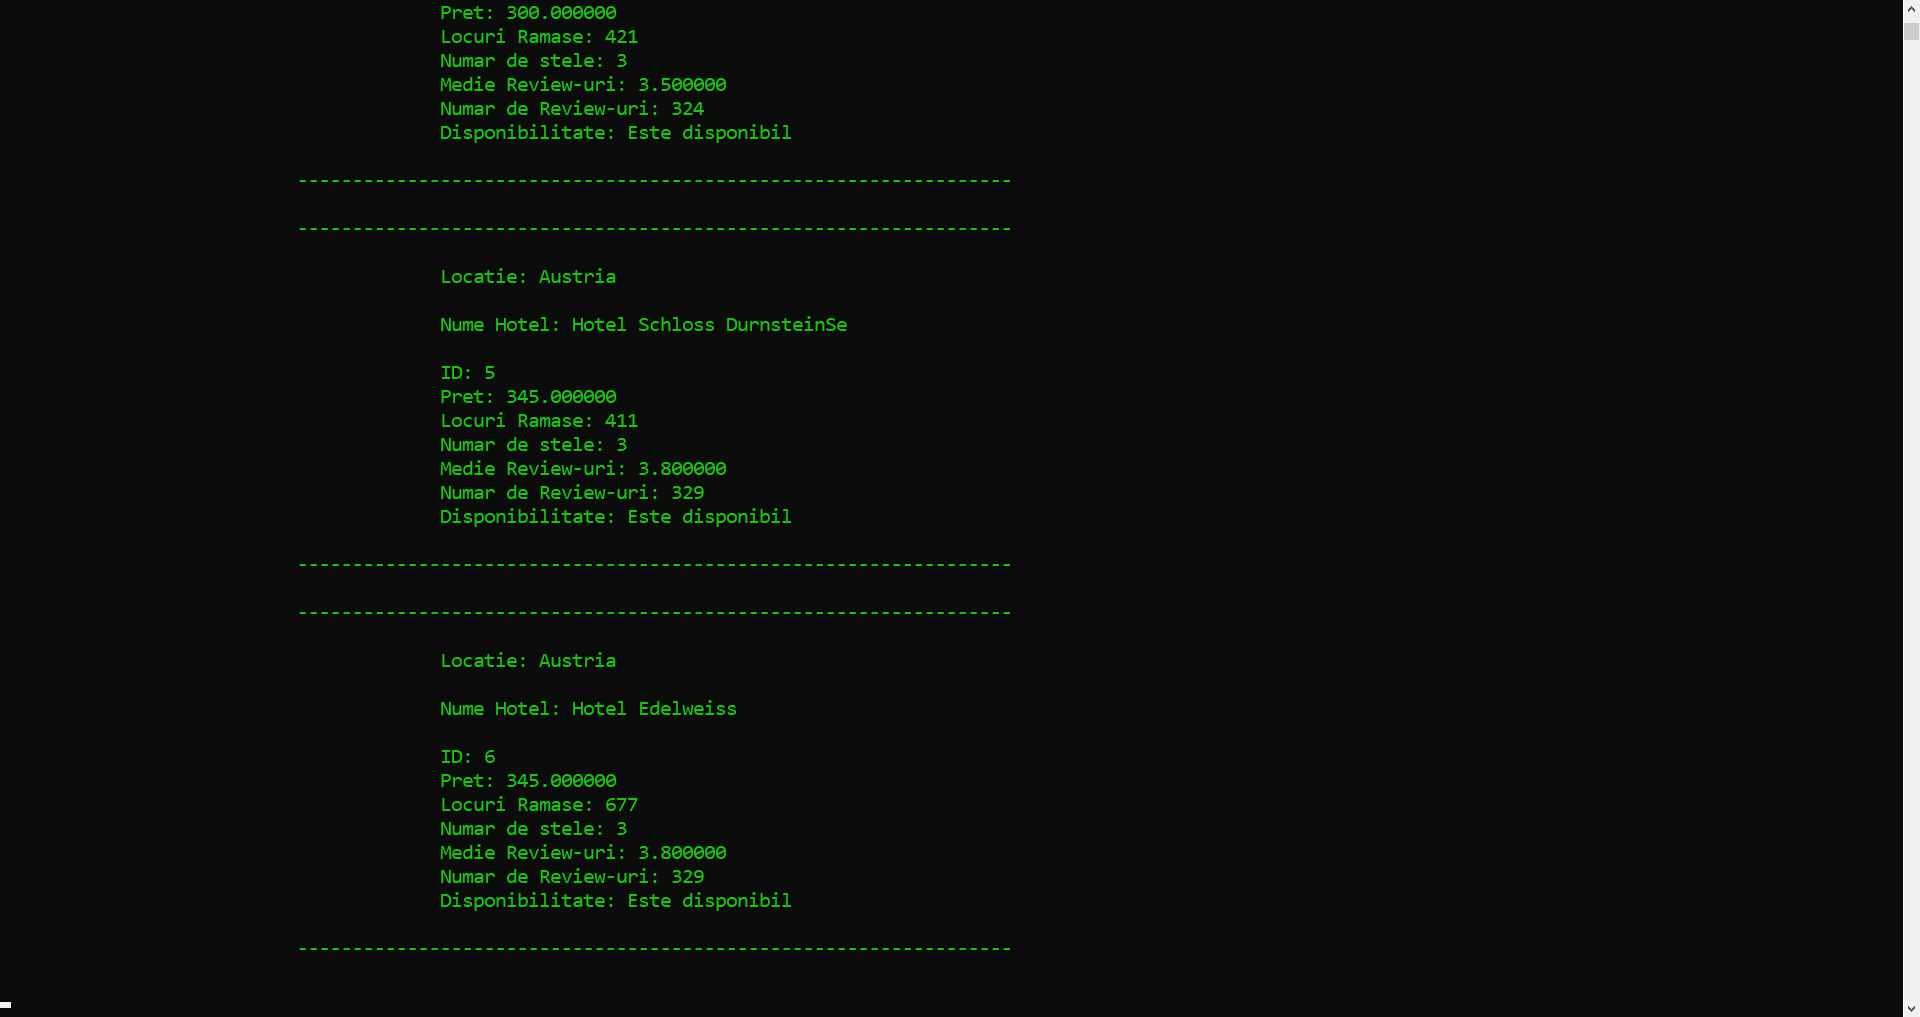 Pret: 300.000000
Locuri Ramase: 421
Numar de stele: 3
Medie Review-uri: 3.500000
Numar de Review-uri: 324
Disponibilitate: Este disponibil
-----------------------------------------------------------------
-----------------------------------------------------------------
Locatie: Austria
Nume Hotel: Hotel Schloss DurnsteinSe
ID: 5
Pret: 345.000000
Locuri Ramase: 411
Numar de stele: 3
Medie Review-uri: 3.800000
Numar de Review-uri: 329
Disponibilitate: Este disponibil
-----------------------------------------------------------------
-----------------------------------------------------------------
Locatie: Austria
Nume Hotel: Hotel Edelweiss
ID: 6
Pret: 345.000000
Locuri Ramase: 677
Numar de stele: 3
Medie Review-uri: 3.800000
Numar de Review-uri: 329
Disponibilitate: Este disponibil
-----------------------------------------------------------------